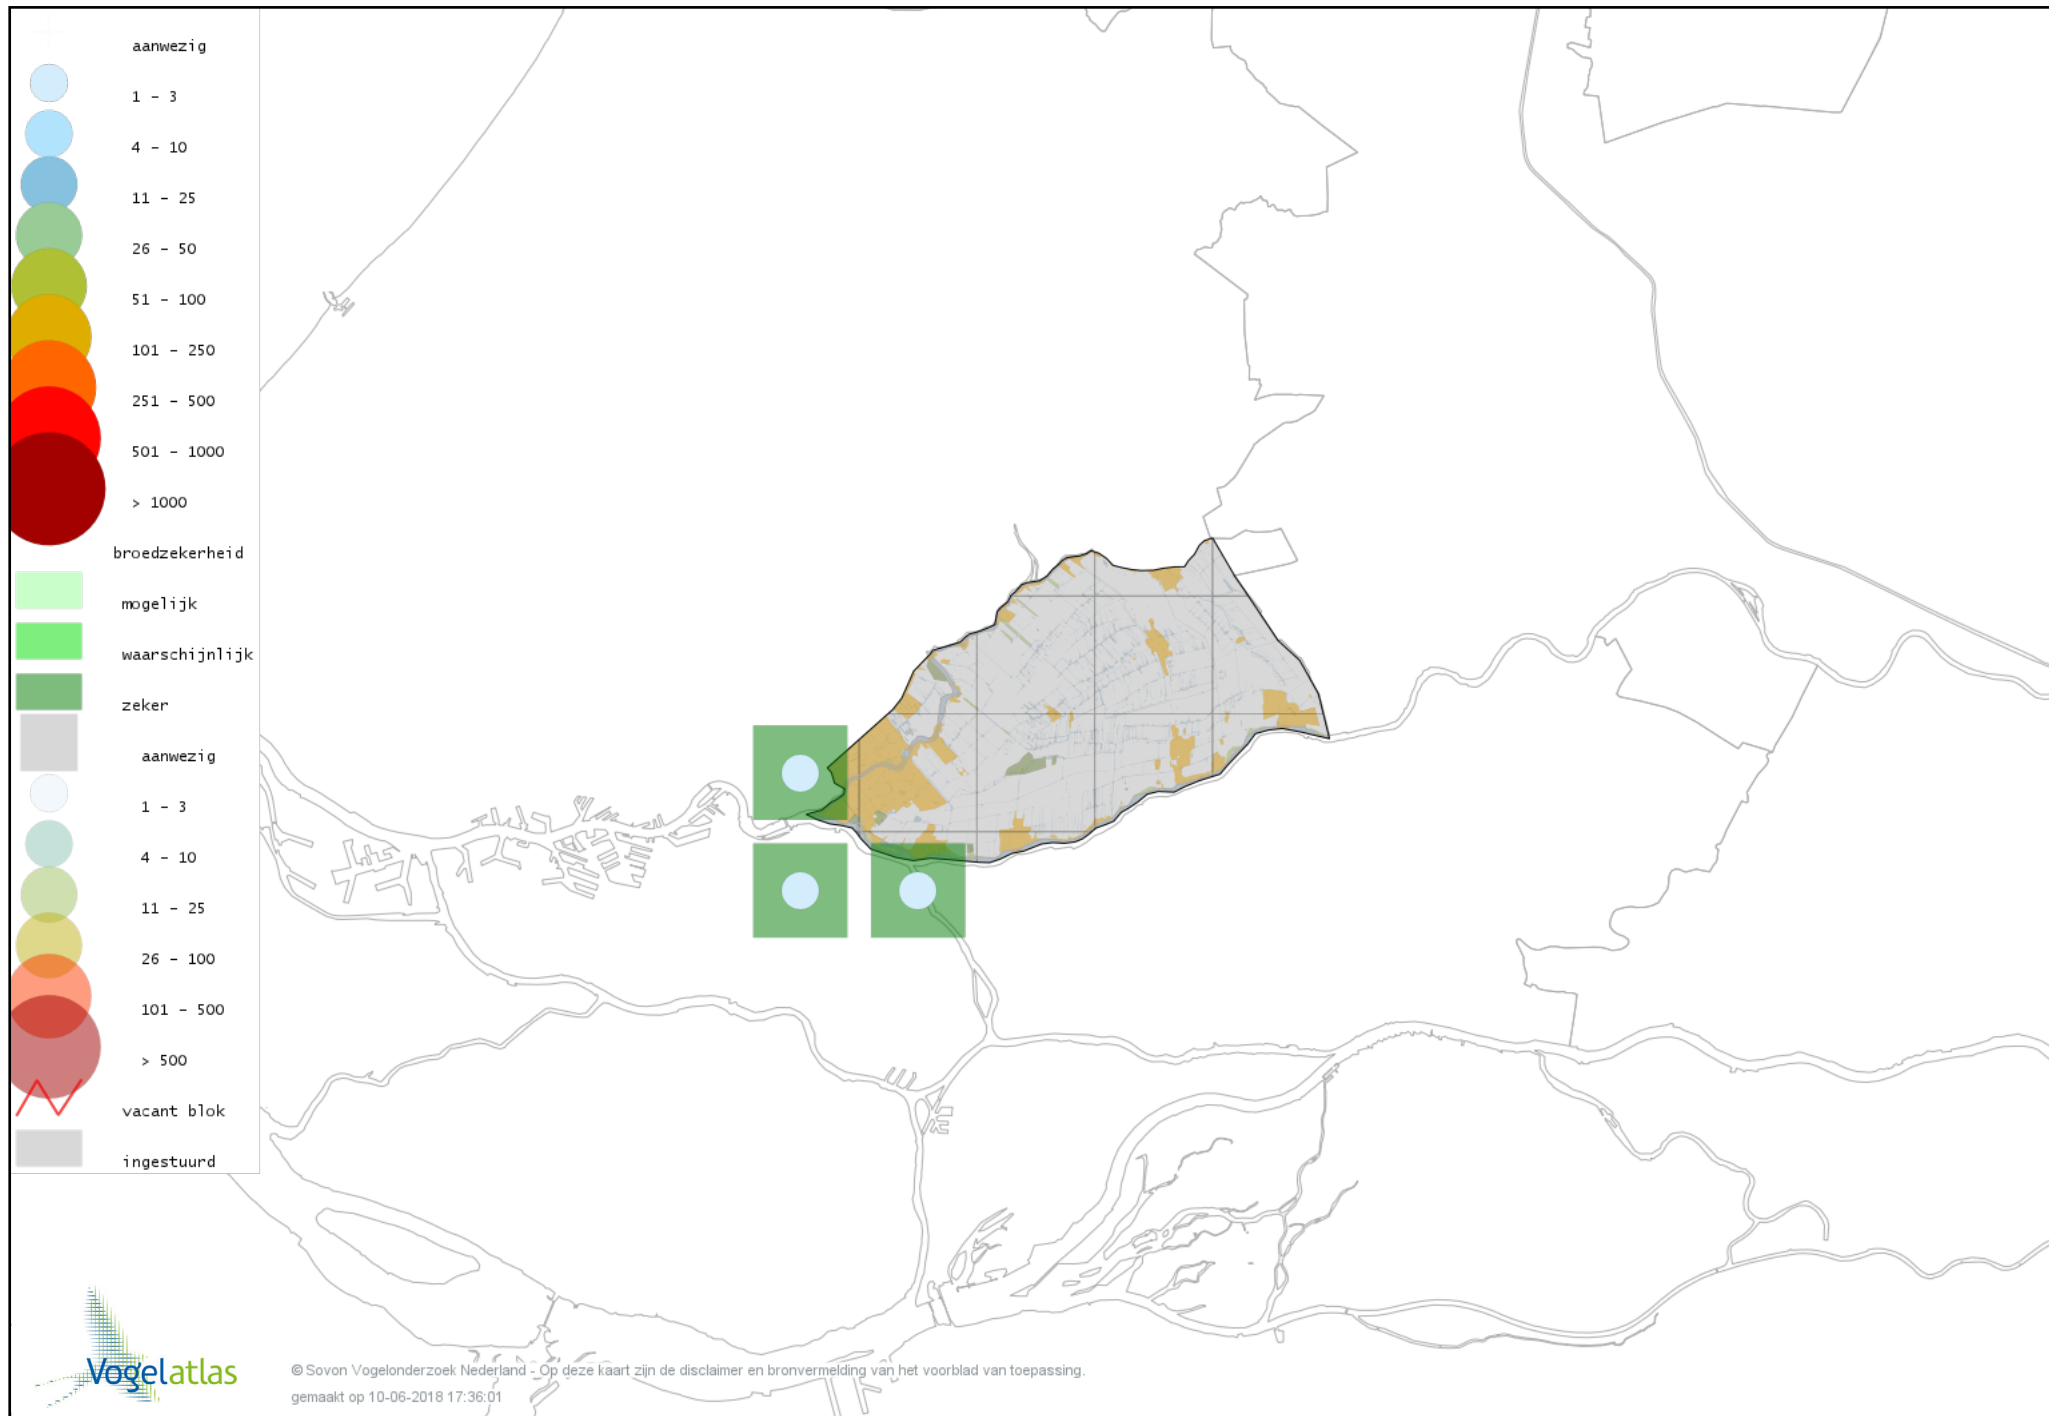 aanwezig
1 - 3
4 - 10
11 - 25
26 - 50
51 - 100
101 - 250
251 - 500
501 - 1000
> 1000
broedzekerheid
mogelijk
waarschijnlijk
zeker
aanwezig
1 - 3
4 - 10
11 - 25
26 - 100
101 - 500
> 500
vacant blok
ingestuurd
Vogelatlas
© Sovon Vogelonderzoek Nederland - Op deze kaart zijn de disclaimer en bronvermelding van het voorblad van toepassing.
gemaakt op 10-06-2018 17:36:01